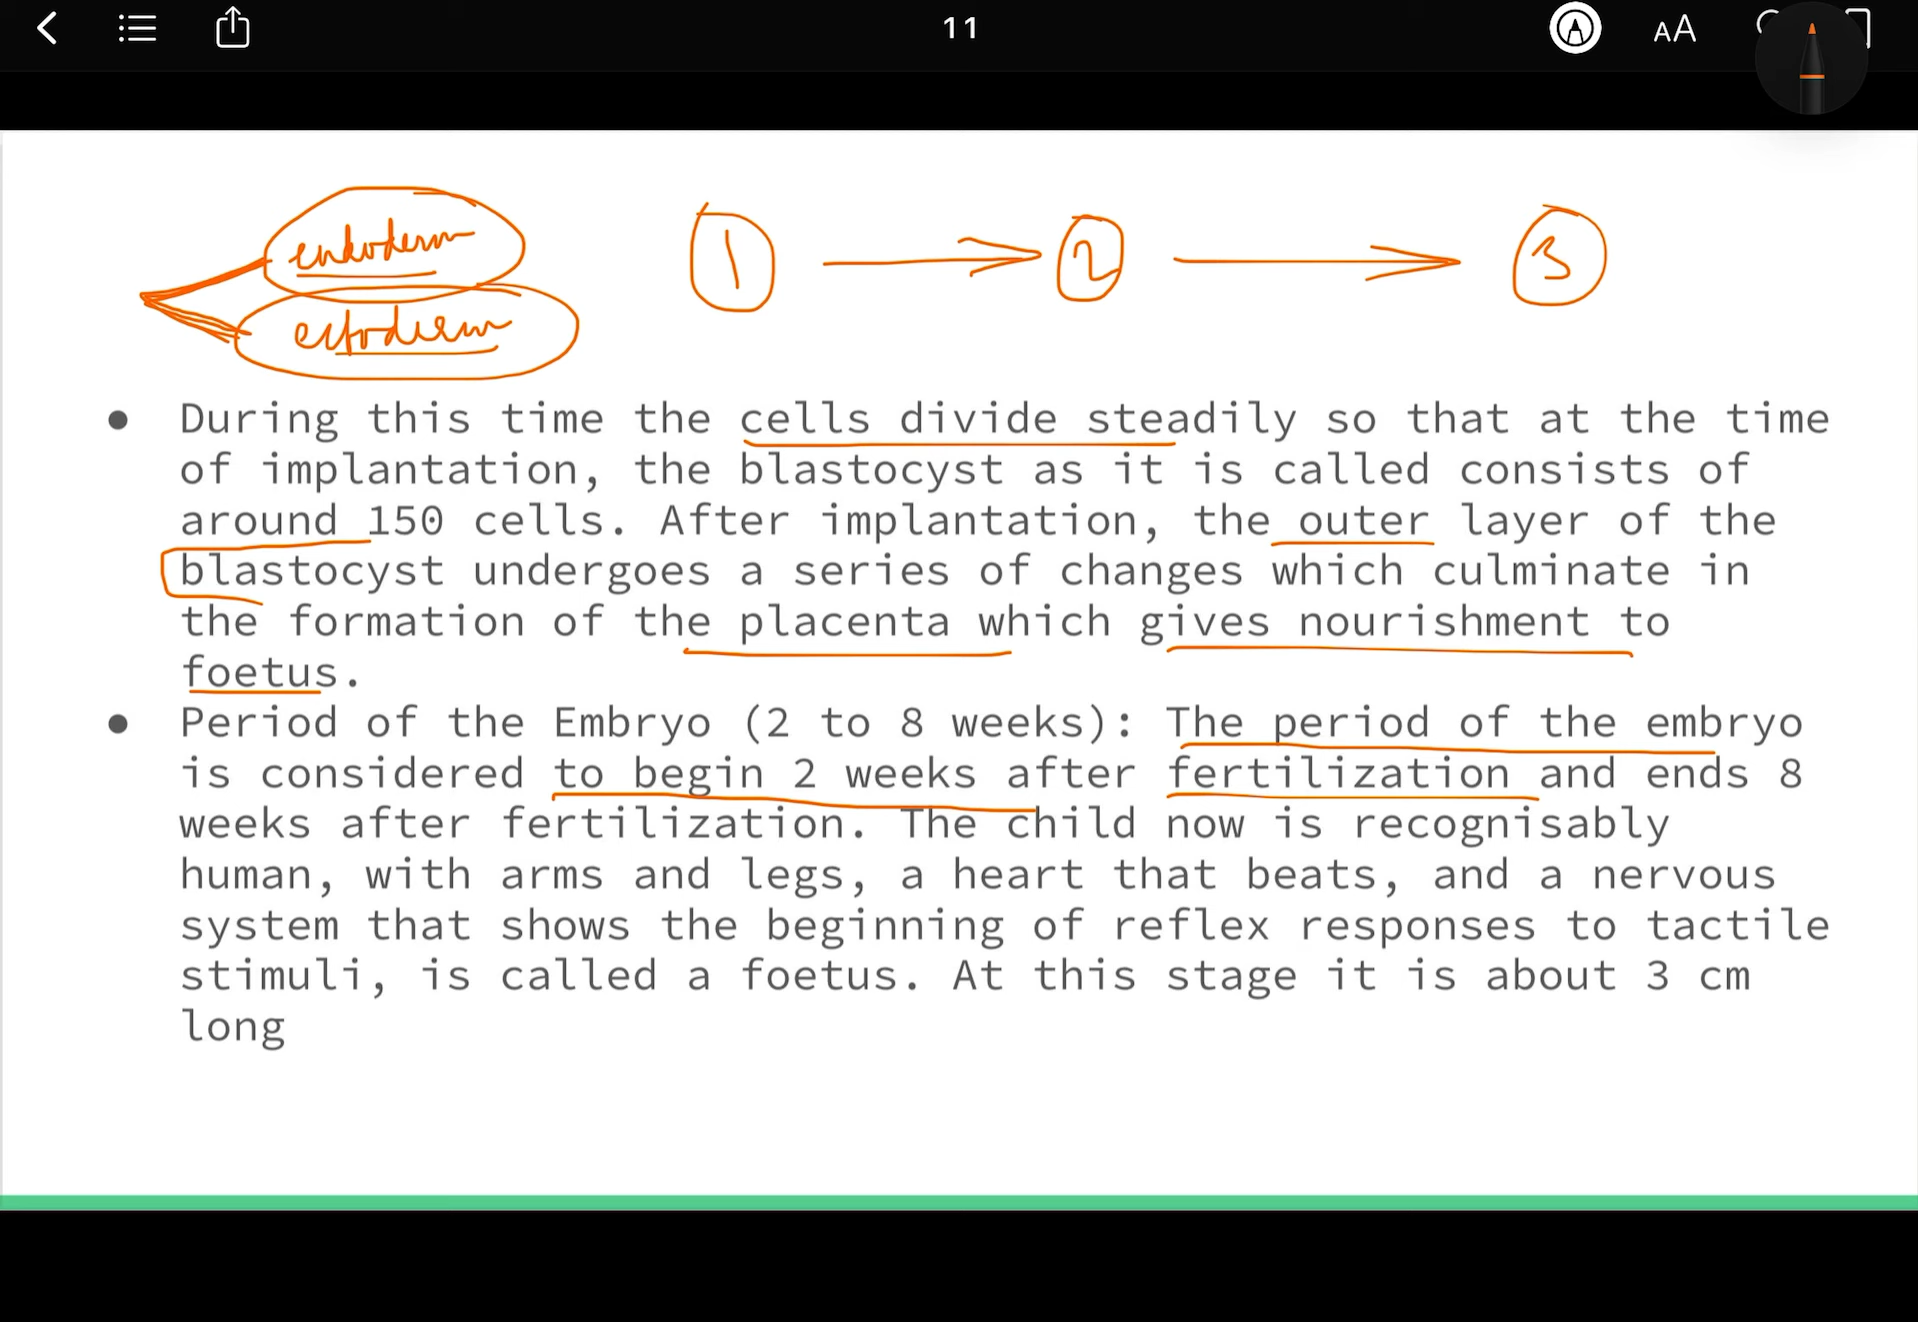 11
AA
endoderm
ectoderm
1 2 3
● During this time the cells divide steadily so that at the time
of implantation, the blastocyst as it is called consists of
around 150 cells. After implantation, the outer layer of the
blastocyst undergoes a series of changes which culminate in
the formation of the placenta which gives nourishment to
foetus.
● Period of the Embryo (2 to 8 weeks): The period of the embryo
is considered to begin 2 weeks after fertilization and ends 8
weeks after fertilization. The child now is recognisably
human, with arms and legs, a heart that beats, and a nervous
system that shows the beginning of reflex responses to tactile
stimuli, is called a foetus. At this stage it is about 3 cm
long